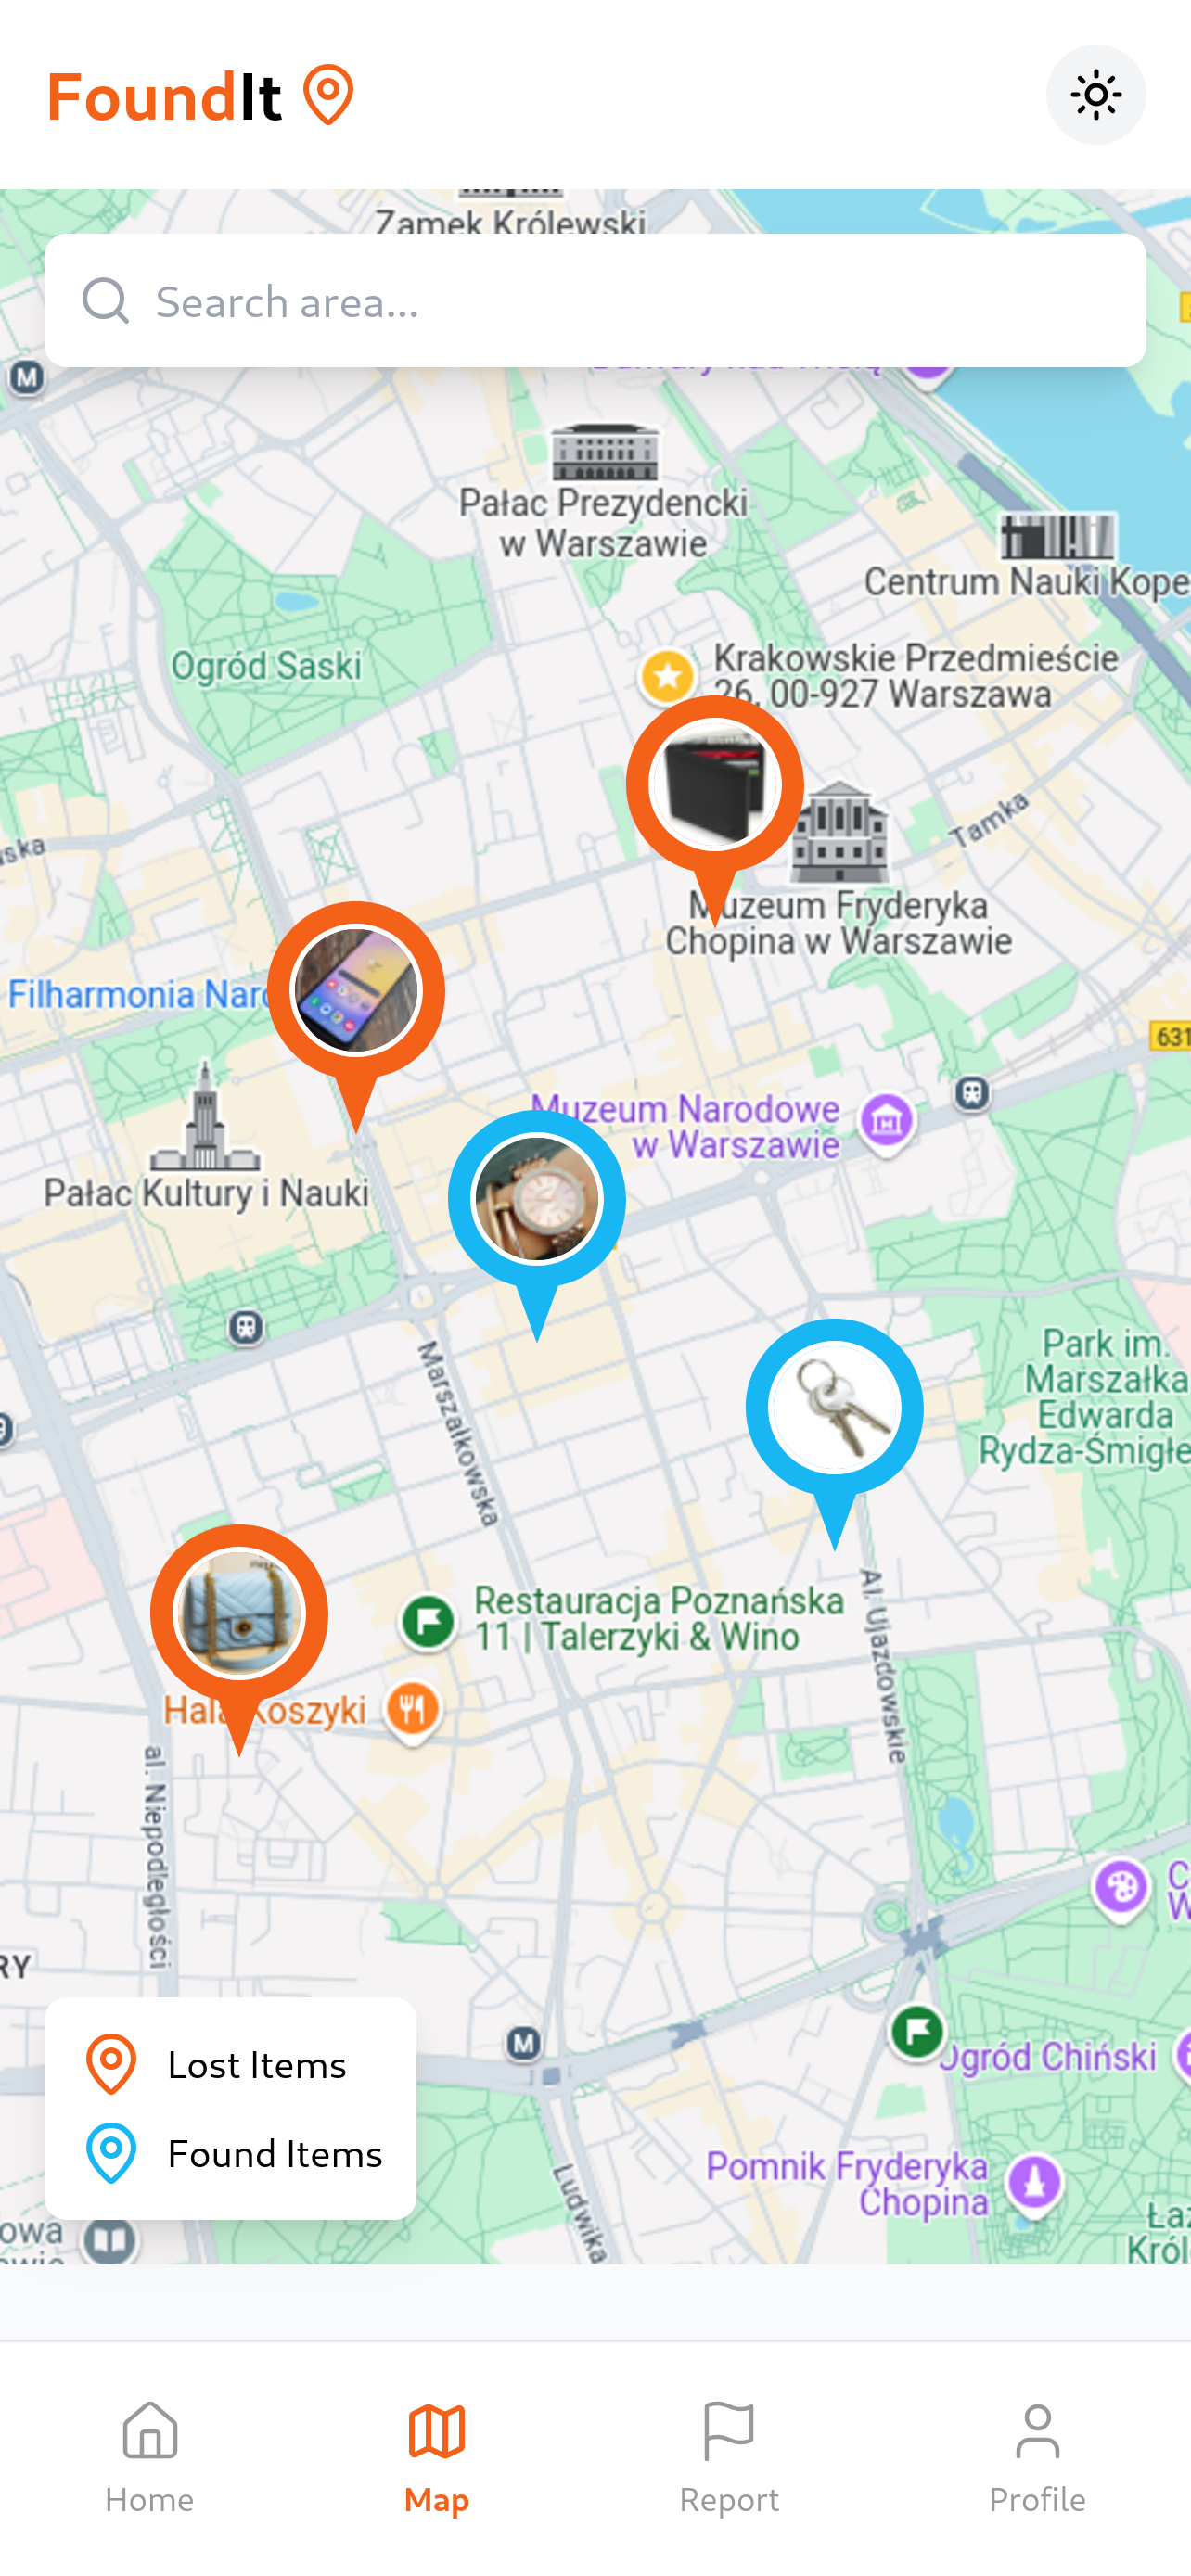 FoundIt
Zamek Królewski
Search area...
M
Pałac Prezydencki
w Warszawie
Centrum Nauki Kope
Ogród Saski
Krakowskie Przedmieście
26, 00-927 Warszawa
Tamka
ska
Muzeum Fryderyka
Chopina w Warszawie
Filharmonia Naro
631
Muzeum Narodowe
w Warszawie
Pałac Kultury i Nauki
Marszałkowska
Park im.
Marszałka
Edwarda
Rydza-Śmigłe
Restauracja Poznańska
11 | Talerzyki & Wino
Al. Ujazdowskie
Hala Koszyki
al. Niepodległości
C
W
RY
M
Ogród Chiński
Lost Items
Found Items
Pomnik Fryderyka
Chopina
Ludwika
Łaz
Król
owa
Home
Map
Report
Profile